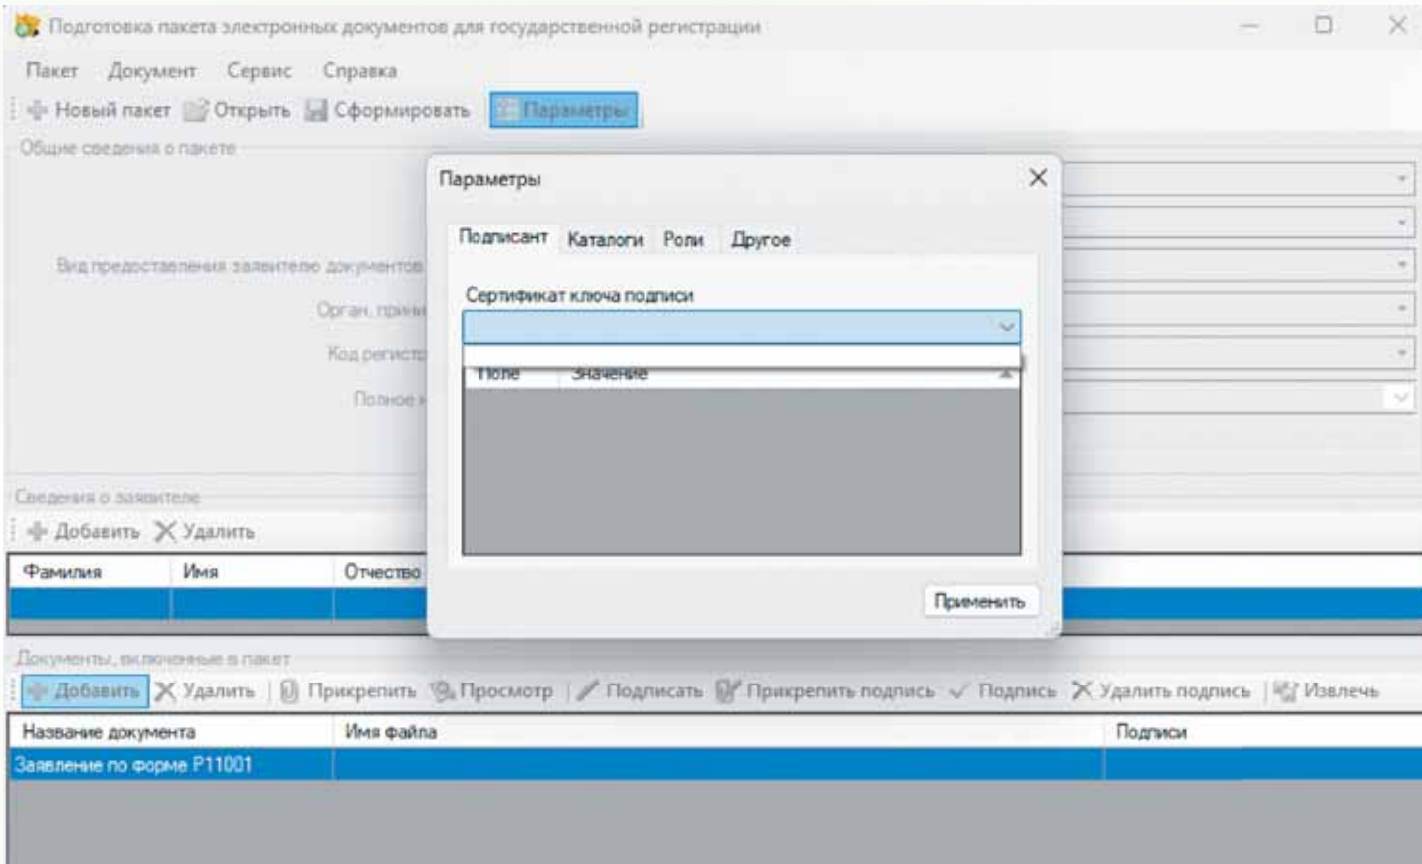 Подготовка пакета электронных документов для государственной регистрации
Пакет Документ Сервис Справка
Новый пакет Открыть Сформировать Параметры
Общие сведения о пакете
Параметры
Подписант Каталоги Роли Другое
Вид предоставления заявителю документов
Сертификат ключа подписи
Орган, прини
Код регистр
Поле Значение
Полное н
Сведения о заявителе
Добавить Удалить
Фамилия Имя Отчество
Применить
Документы, включенные в пакет
Добавить Удалить Прикрепить Просмотр Подписать Прикрепить подпись Подпись Удалить подпись Извлечь
Название документа Имя файла Подписи
Заявление по форме Р11001